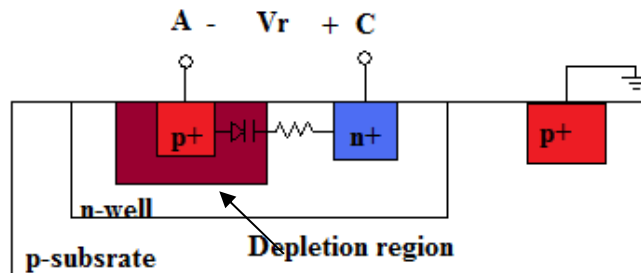 A - Vr + C
p+ n+ p+
n-well
Depletion region
p-subsrate